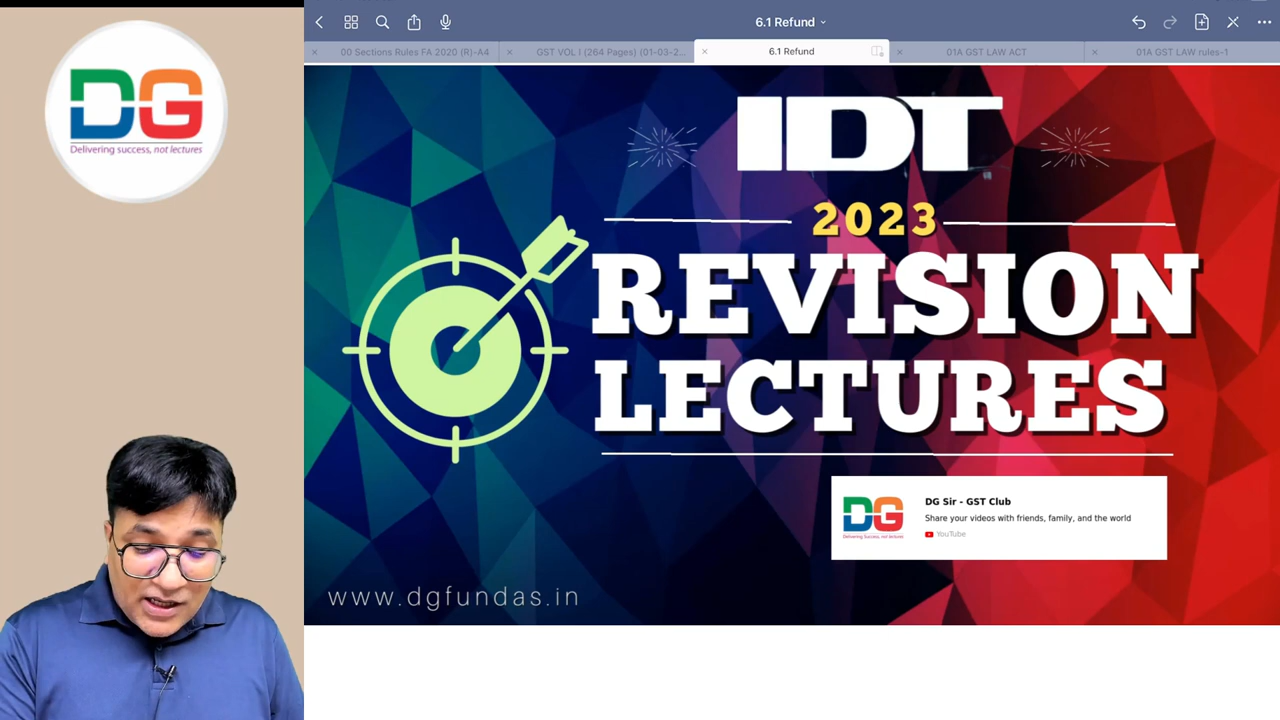 DG
Delivering success, not lectures
6.1 Refund
00 Sections Rules FA 2020 (R)-A4
GST VOL I (264 Pages) (01-03-2...
6.1 Refund
01A GST LAW ACT
01A GST LAW rules-1
IDT
2023
REVISION
LECTURES
DG
Delivering Success, not lectures
DG Sir - GST Club
Share your videos with friends, family, and the world
YouTube
www.dgfundas.in